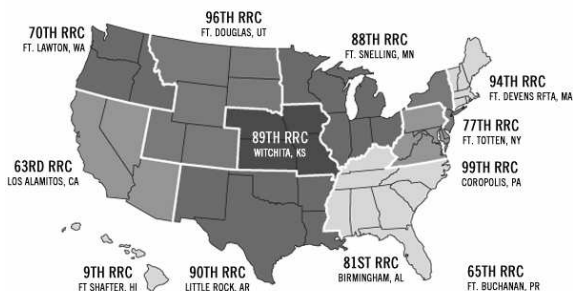 96TH RRC
FT. DOUGLAS, UT
70TH RRC
FT. LAWTON, WA
88TH RRC
FT. SNELLING, MN
94TH RRC
FT. DEVENS RFTA, MA
77TH RRC
FT. TOTTEN, NY
89TH RRC
WITCHITA, KS
63RD RRC
LOS ALAMITOS, CA
99TH RRC
COROPOLIS, PA
9TH RRC
FT SHAFTER, HI
90TH RRC
LITTLE ROCK, AR
81ST RRC
BIRMINGHAM, AL
65TH RRC
FT. BUCHANAN, PR